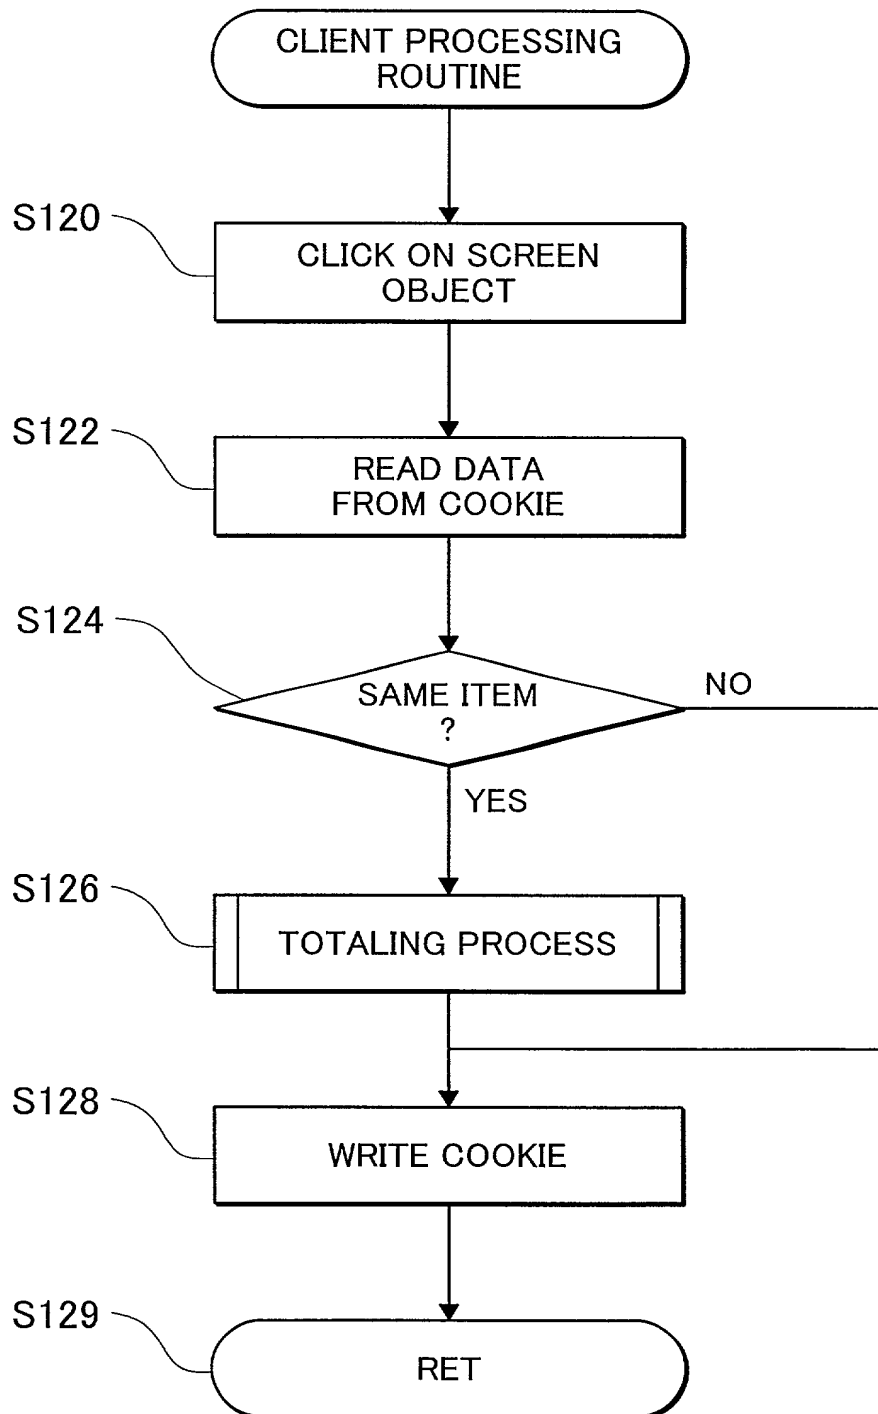 CLIENT PROCESSING
ROUTINE
S120
CLICK ON SCREEN
OBJECT
S122
READ DATA
FROM COOKIE
S124
SAME ITEM
?
NO
YES
S126
TOTALING PROCESS
S128
WRITE COOKIE
S129
RET